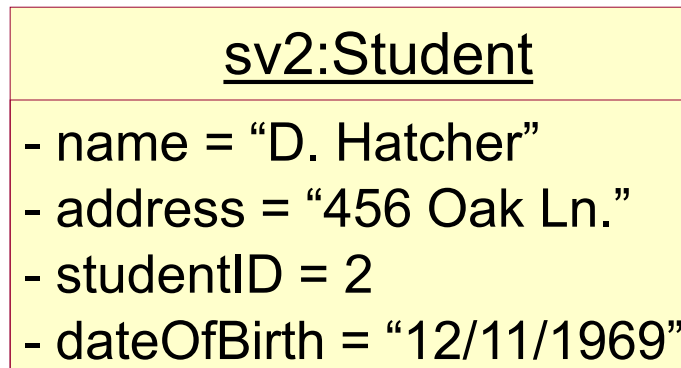 sv2:Student
- name = “D. Hatcher”
- address = “456 Oak Ln.”
- studentID = 2
- dateOfBirth = “12/11/1969”